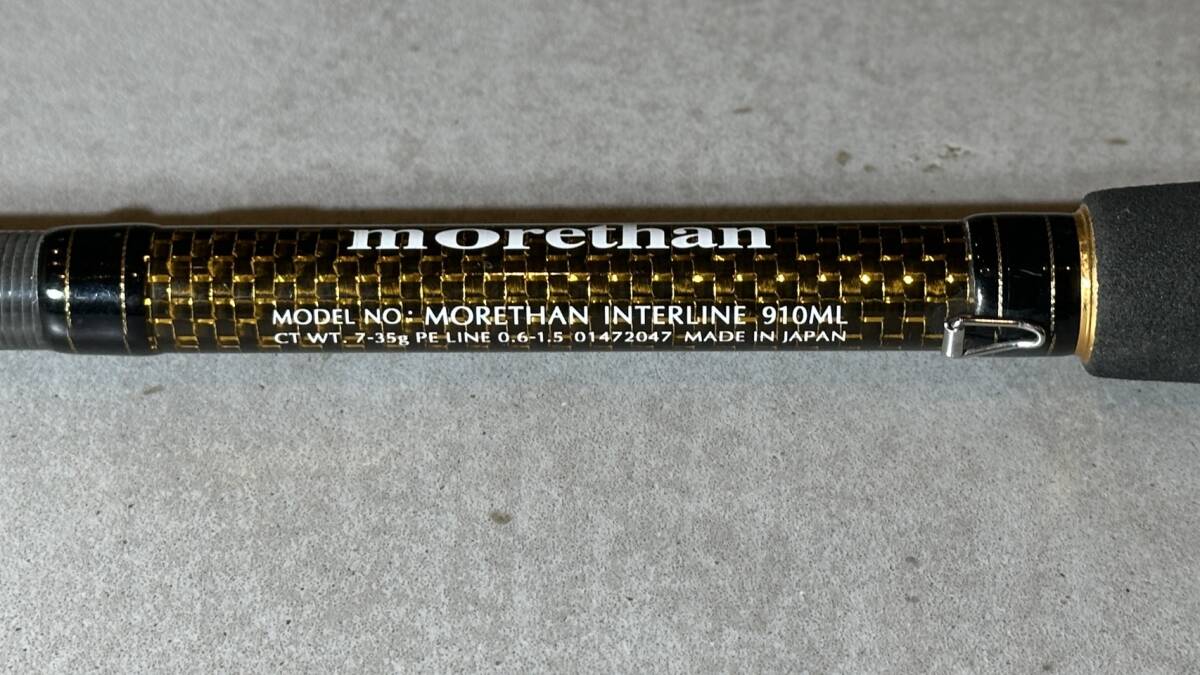 morethan
MODEL NO.: MORETHAN INTERLINE 910ML
CT WT. 7-35g PE LINE 0.6-1.5 01472047 MADE IN JAPAN